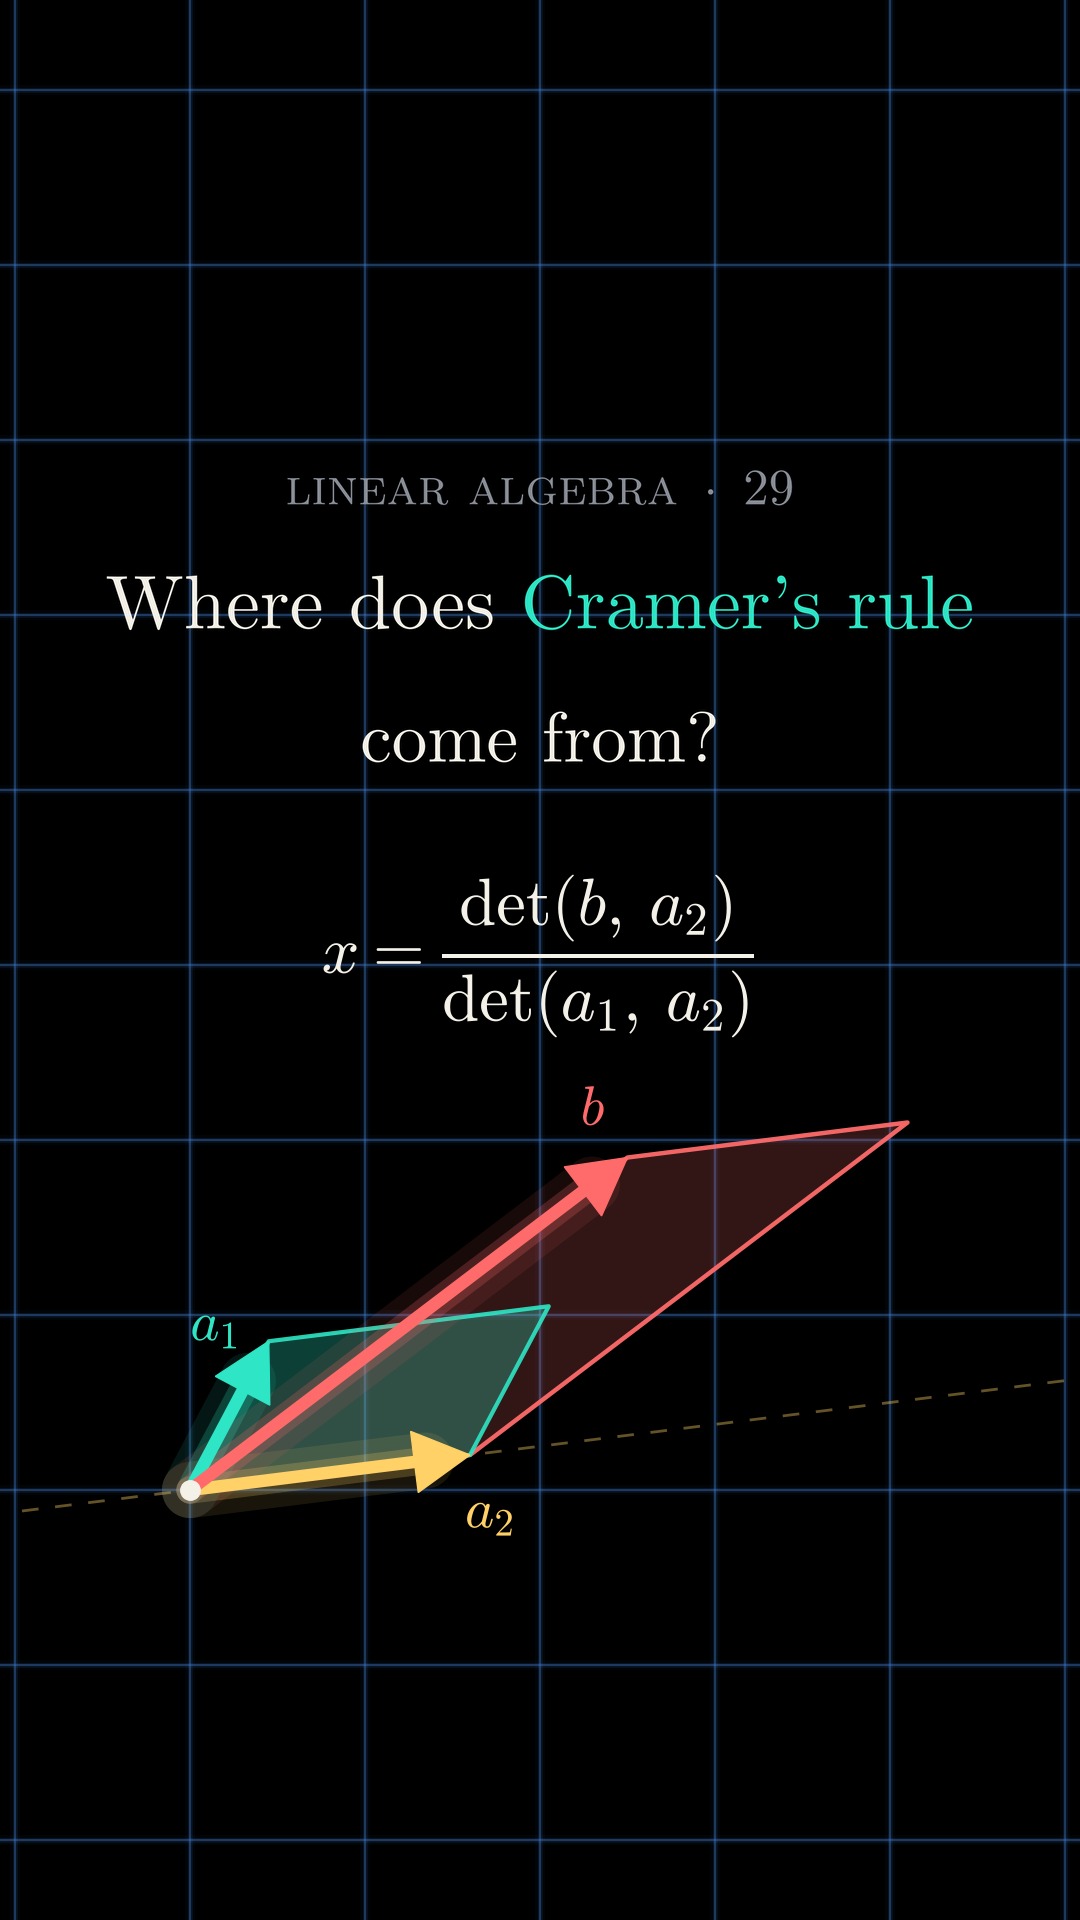 LINEAR ALGEBRA · 29
Where does Cramer's rule
come from?
x = det(b, a₂) / det(a₁, a₂)
b
a₁
a₂